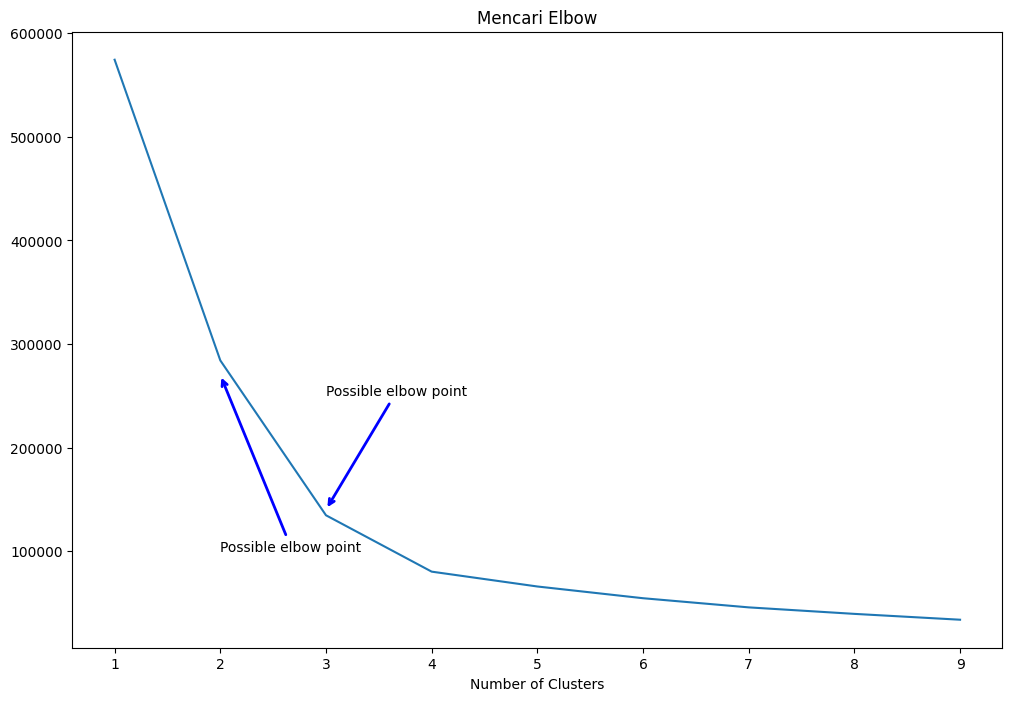 Mencari Elbow
600000
500000
400000
300000
200000
100000
Possible elbow point
Possible elbow point
1 2 3 4 5 6 7 8 9
Number of Clusters